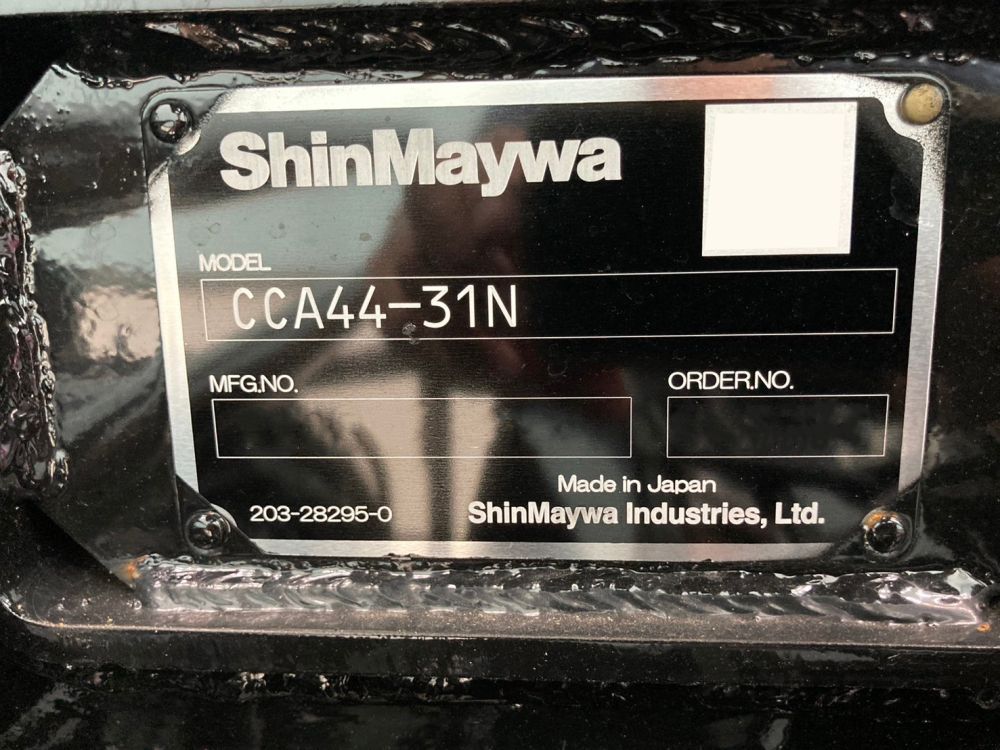 ShinMaywa
MODEL
CCA44-31N
MFG.NO.
ORDER.NO.
Made in Japan
203-28295-0
ShinMaywa Industries, Ltd.